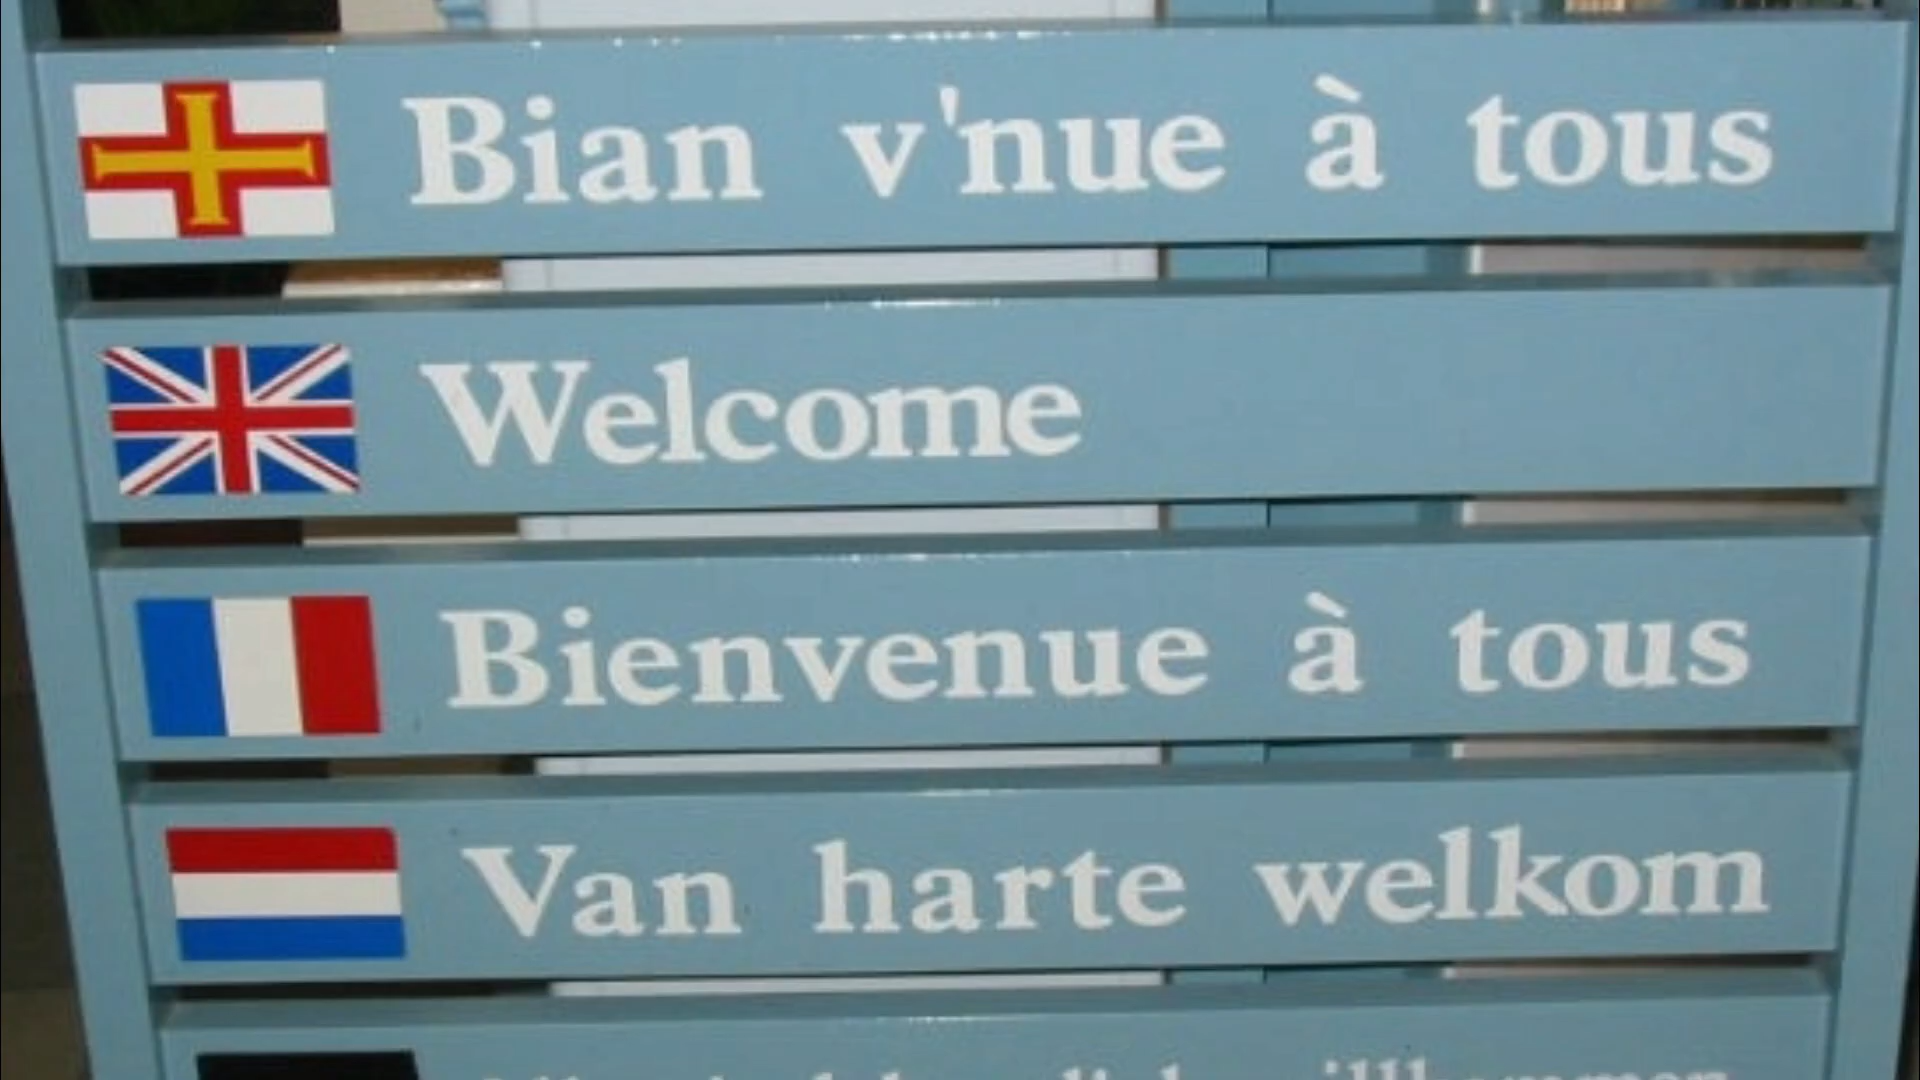 Bian v'nue à tous
Welcome
Bienvenue à tous
Van harte welkom